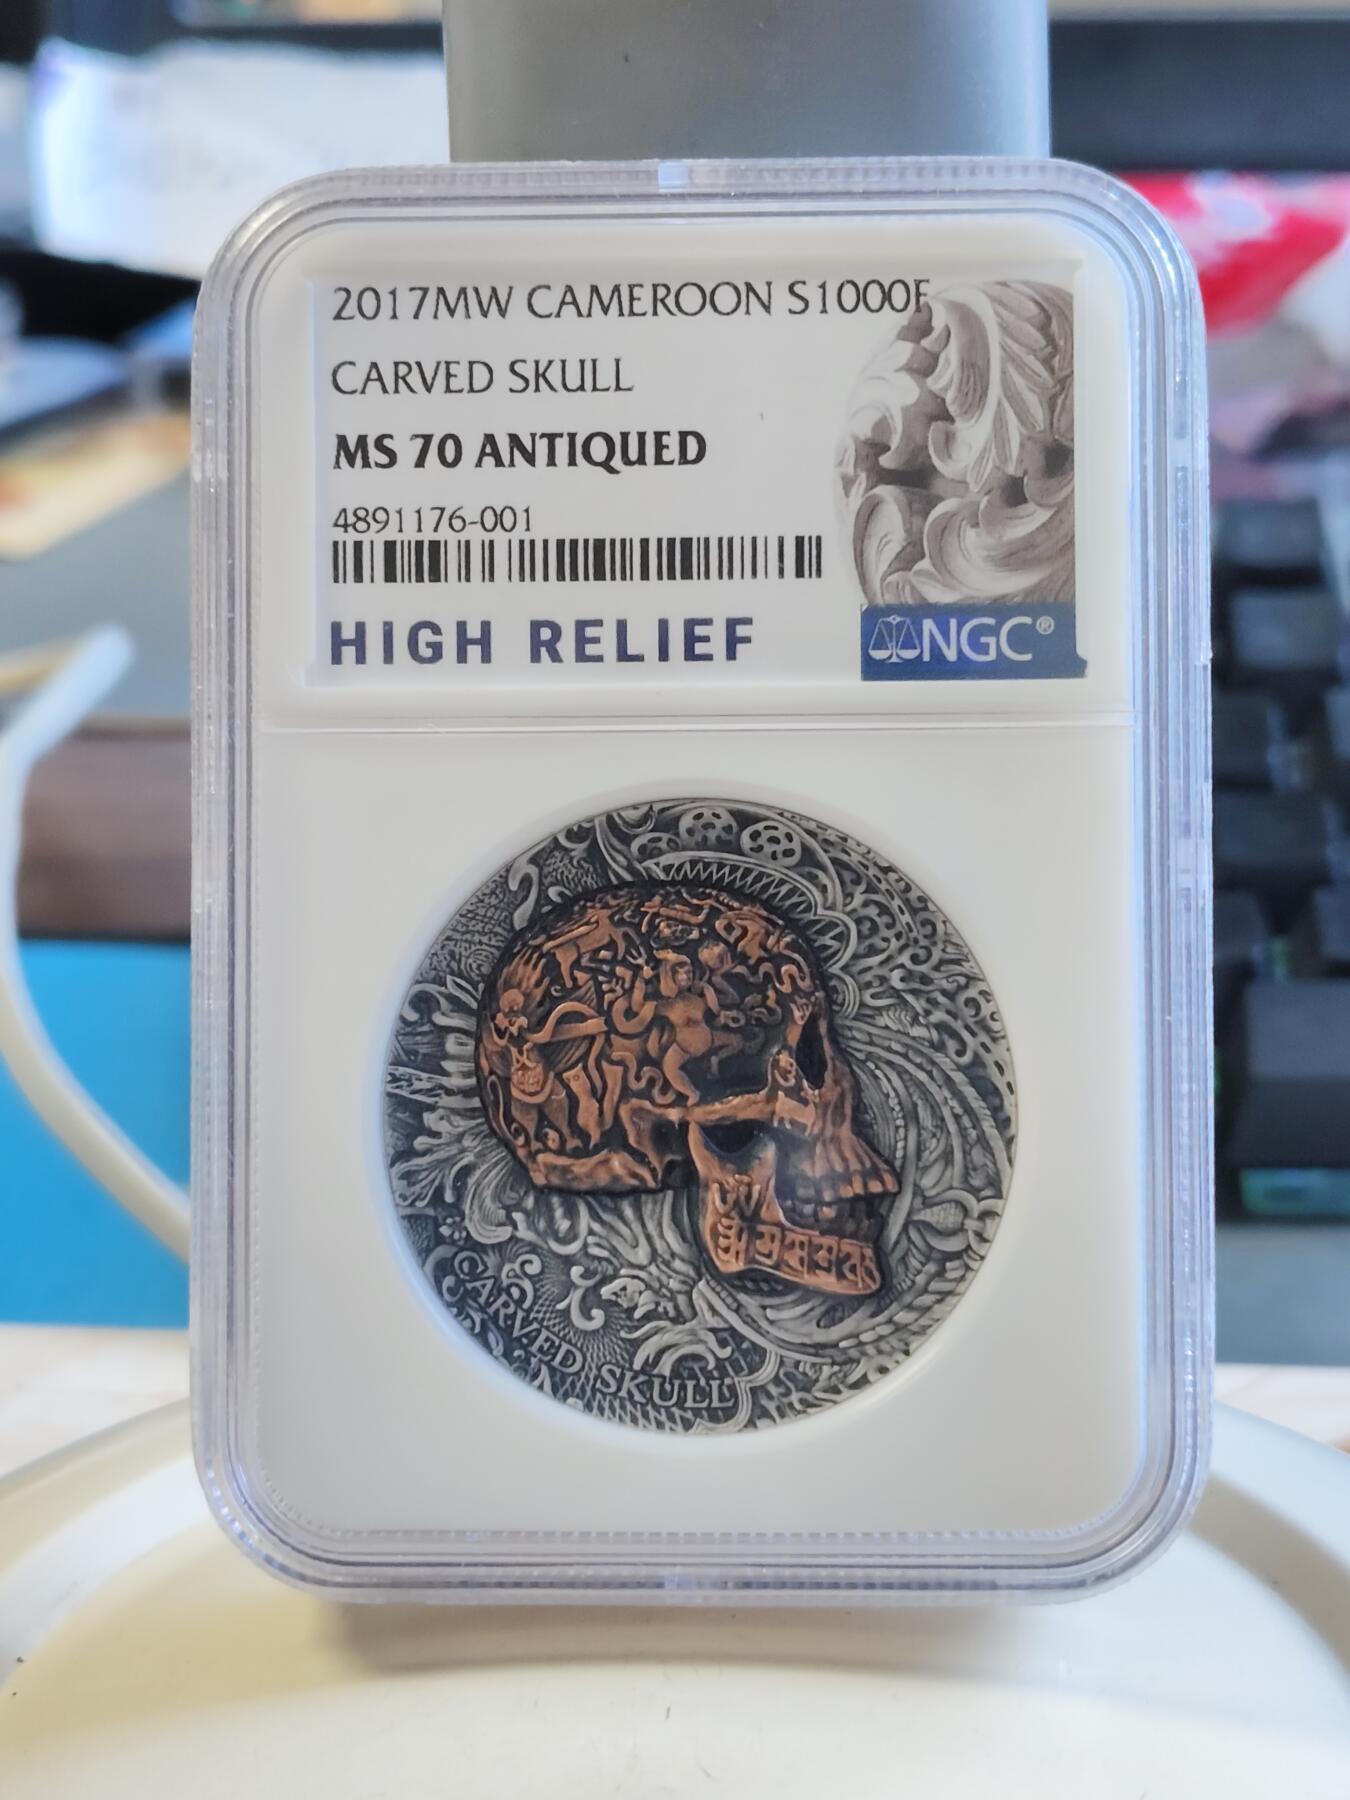 2017MW CAMEROON S1000F
CARVED SKULL
MS 70 ANTIQUED
4891176-001
HIGH RELIEF
NGC®
CARVED SKULL